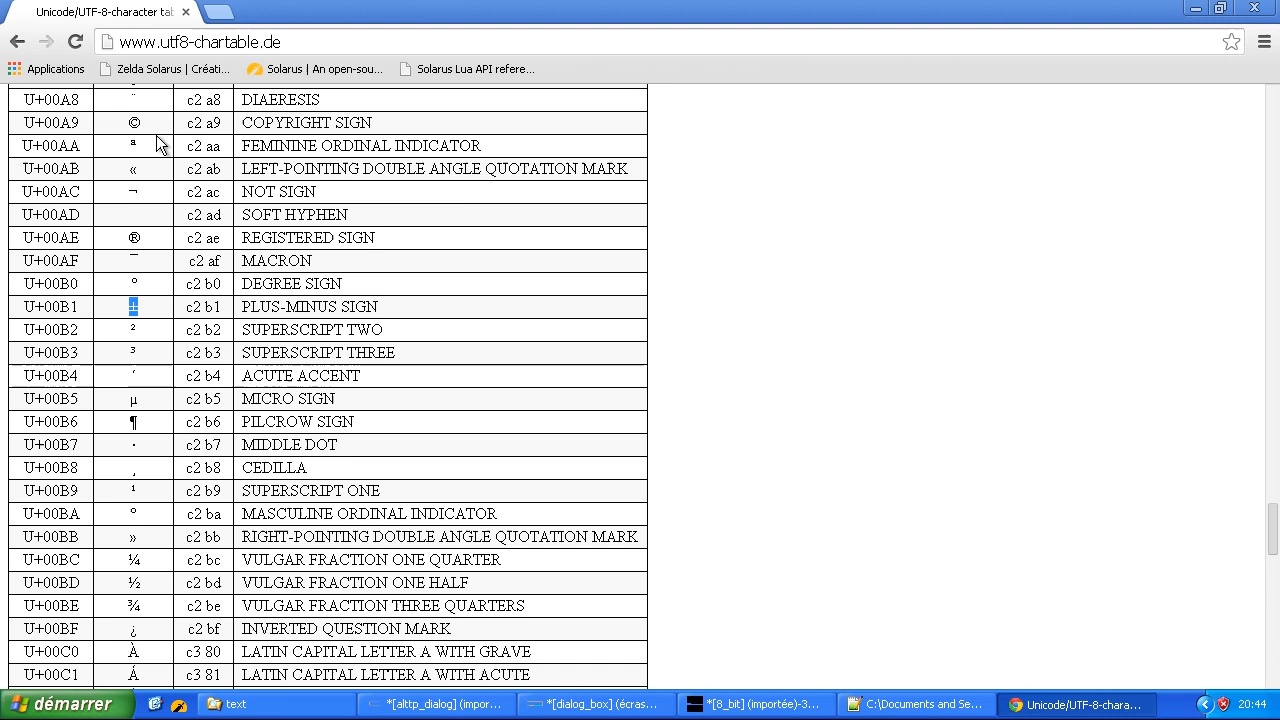 Unicode/UTF-8-character tab
www.utf8-chartable.de
Applications Zelda Solarus | Créati... Solarus | An open-sou... Solarus Lua API refere...
U+00A8 ¨ c2 a8 DIAERESIS
U+00A9 © c2 a9 COPYRIGHT SIGN
U+00AA ª c2 aa FEMININE ORDINAL INDICATOR
U+00AB « c2 ab LEFT-POINTING DOUBLE ANGLE QUOTATION MARK
U+00AC ¬ c2 ac NOT SIGN
U+00AD c2 ad SOFT HYPHEN
U+00AE ® c2 ae REGISTERED SIGN
U+00AF ¯ c2 af MACRON
U+00B0 ° c2 b0 DEGREE SIGN
U+00B1 ± c2 b1 PLUS-MINUS SIGN
U+00B2 ² c2 b2 SUPERSCRIPT TWO
U+00B3 ³ c2 b3 SUPERSCRIPT THREE
U+00B4 ´ c2 b4 ACUTE ACCENT
U+00B5 µ c2 b5 MICRO SIGN
U+00B6 ¶ c2 b6 PILCROW SIGN
U+00B7 · c2 b7 MIDDLE DOT
U+00B8 ¸ c2 b8 CEDILLA
U+00B9 ¹ c2 b9 SUPERSCRIPT ONE
U+00BA º c2 ba MASCULINE ORDINAL INDICATOR
U+00BB » c2 bb RIGHT-POINTING DOUBLE ANGLE QUOTATION MARK
U+00BC ¼ c2 bc VULGAR FRACTION ONE QUARTER
U+00BD ½ c2 bd VULGAR FRACTION ONE HALF
U+00BE ¾ c2 be VULGAR FRACTION THREE QUARTERS
U+00BF ¿ c2 bf INVERTED QUESTION MARK
U+00C0 À c3 80 LATIN CAPITAL LETTER A WITH GRAVE
U+00C1 Á c3 81 LATIN CAPITAL LETTER A WITH ACUTE
démarrer text *[alttp_dialog] (impor... *[dialog_box] (écras... *[8_bit] (importée)-3... C:\Documents and Se... Unicode/UTF-8-chara... 20:44